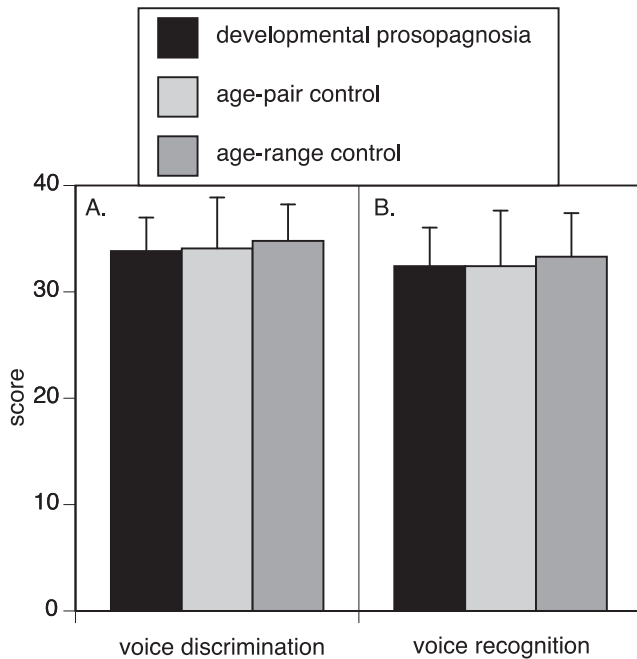 developmental prosopagnosia
age-pair control
age-range control
40
A.
B.
30
20
10
0
score
voice discrimination
voice recognition